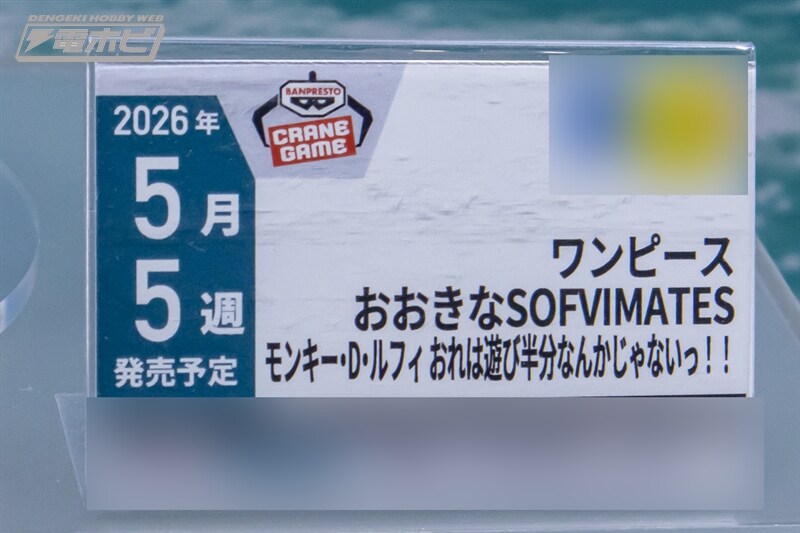 DENGEKI HOBBY WEB
電ホビ
2026年
5月
5週
発売予定
BANPRESTO
CRANE
GAME
ワンピース
おおきなSOFVIMATES
モンキー・D・ルフィ おれは遊び半分なんかじゃないっ！！